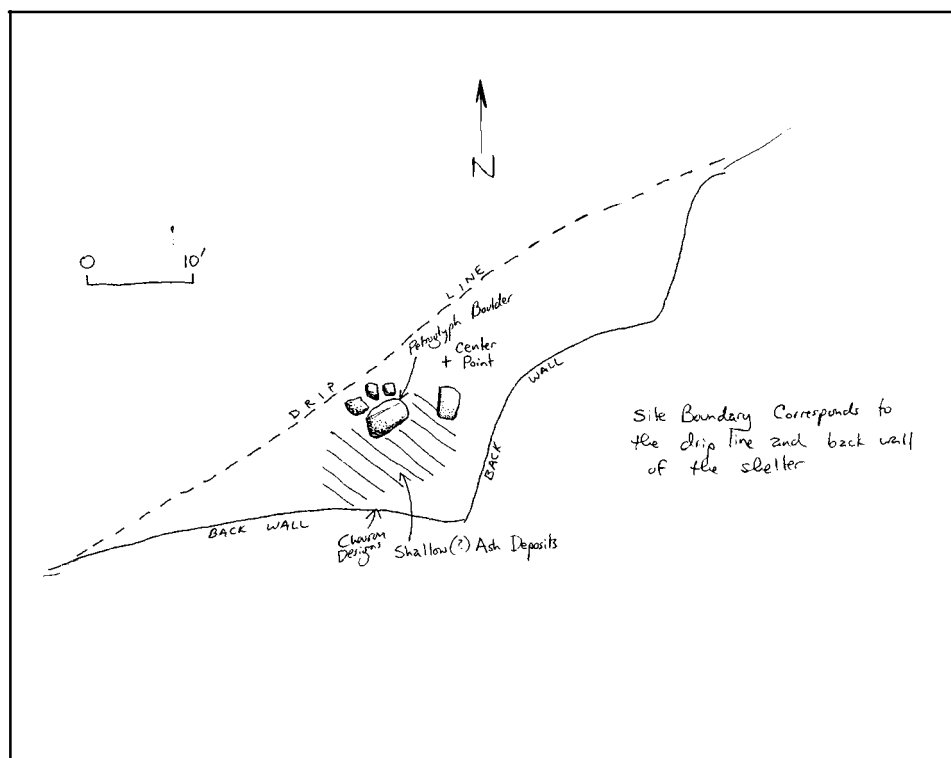 N
0 10'
DRIP LINE
Petroglyph Boulder
+ Center
Point
WALL
BACK
Site Boundary Corresponds to
the drip line and back wall
of the shelter
BACK WALL
Chevron
Designs
Shallow(?) Ash Deposits